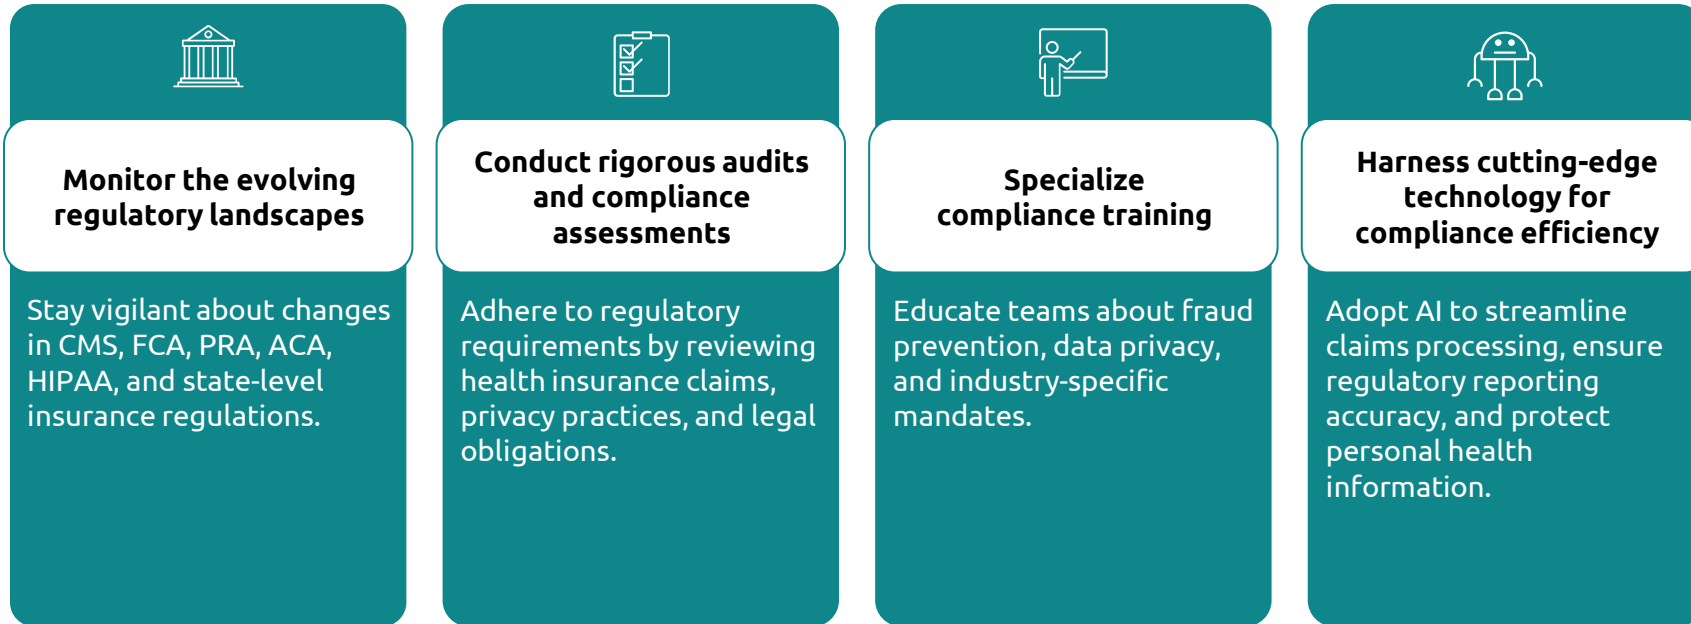 Monitor the evolving
regulatory landscapes
Stay vigilant about changes
in CMS, FCA, PRA, ACA,
HIPAA, and state-level
insurance regulations.
Conduct rigorous audits
and compliance
assessments
Adhere to regulatory
requirements by reviewing
health insurance claims,
privacy practices, and legal
obligations.
Specialize
compliance training
Educate teams about fraud
prevention, data privacy,
and industry-specific
mandates.
Harness cutting-edge
technology for
compliance efficiency
Adopt AI to streamline
claims processing, ensure
regulatory reporting
accuracy, and protect
personal health
information.